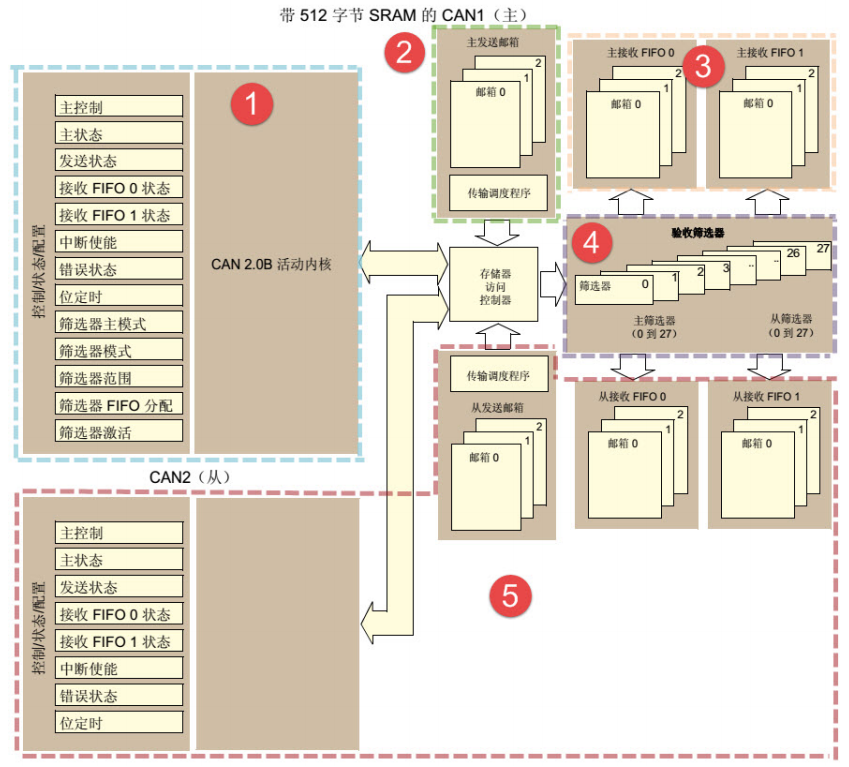 带 512 字节 SRAM 的 CAN1（主）
1
控制/状态/配置
主控制
主状态
发送状态
接收 FIFO 0 状态
接收 FIFO 1 状态
中断使能
错误状态
位定时
筛选器主模式
筛选器模式
筛选器范围
筛选器 FIFO 分配
筛选器激活
CAN 2.0B 活动内核
2
主发送邮箱
2
1
邮箱 0
传输调度程序
3
主接收 FIFO 0
2
1
邮箱 0
主接收 FIFO 1
2
1
邮箱 0
存储器
访问
控制器
4
验收筛选器
筛选器 0 1 2 3 .. .. 26 27
主筛选器
（0 到 27）
从筛选器
（0 到 27）
传输调度程序
从发送邮箱
2
1
邮箱 0
从接收 FIFO 0
2
1
邮箱 0
从接收 FIFO 1
2
1
邮箱 0
CAN2（从）
控制/状态/配置
主控制
主状态
发送状态
接收 FIFO 0 状态
接收 FIFO 1 状态
中断使能
错误状态
位定时
5